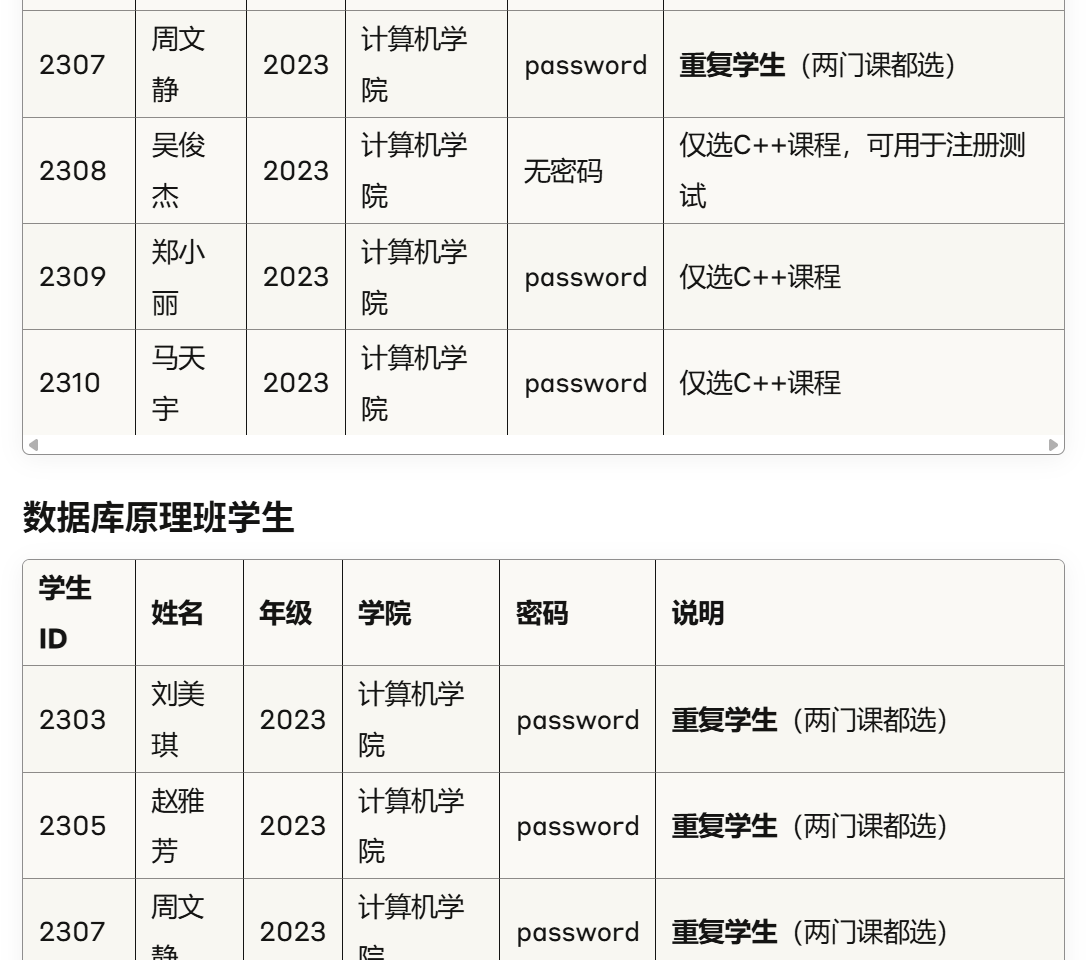 2307 周文静 2023 计算机学院 password 重复学生（两门课都选）
2308 吴俊杰 2023 计算机学院 无密码 仅选C++课程，可用于注册测试
2309 郑小丽 2023 计算机学院 password 仅选C++课程
2310 马天宇 2023 计算机学院 password 仅选C++课程
数据库原理班学生
学生ID 姓名 年级 学院 密码 说明
2303 刘美琪 2023 计算机学院 password 重复学生（两门课都选）
2305 赵雅芳 2023 计算机学院 password 重复学生（两门课都选）
2307 周文静 2023 计算机学院 password 重复学生（两门课都选）